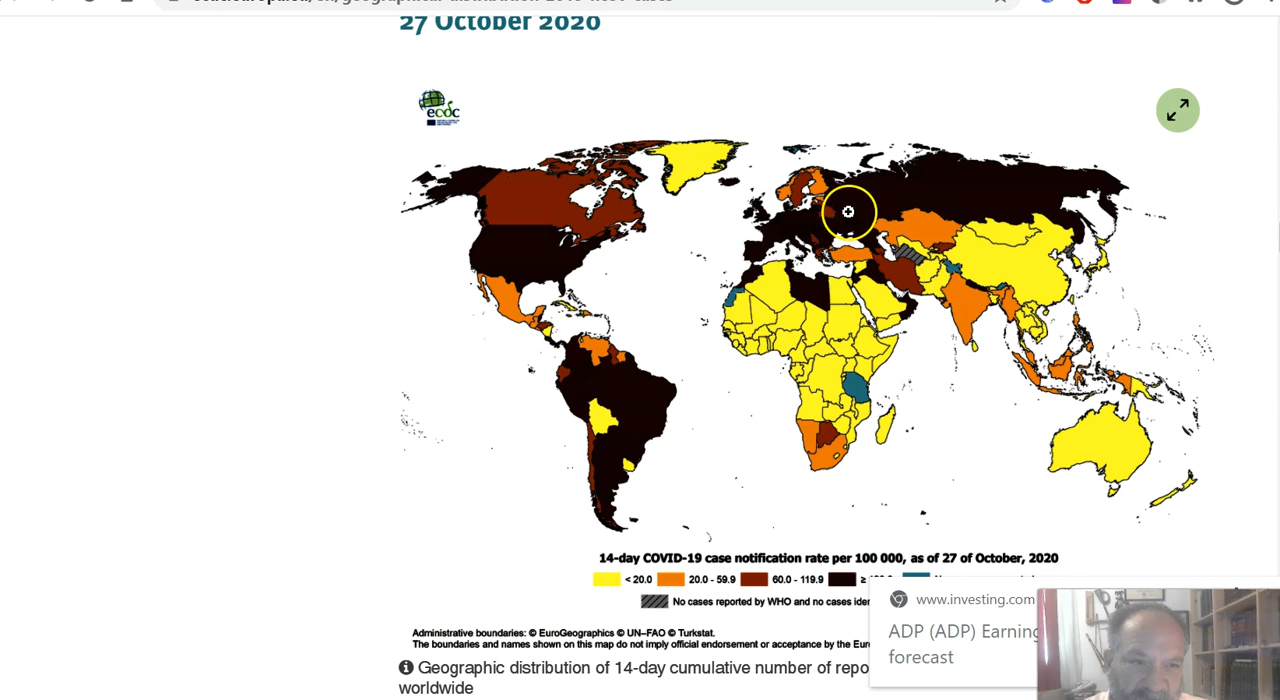 27 October 2020
ecdc
14-day COVID-19 case notification rate per 100 000, as of 27 of October, 2020
< 20.0 20.0 - 59.9 60.0 - 119.9 ≥
No cases reported by WHO and no cases
www.investing.com
ADP (ADP) Earning
forecast
Administrative boundaries: © EuroGeographics © UN–FAO © Turkstat.
The boundaries and names shown on this map do not imply official endorsement or acceptance by the
Geographic distribution of 14-day cumulative number of
worldwide